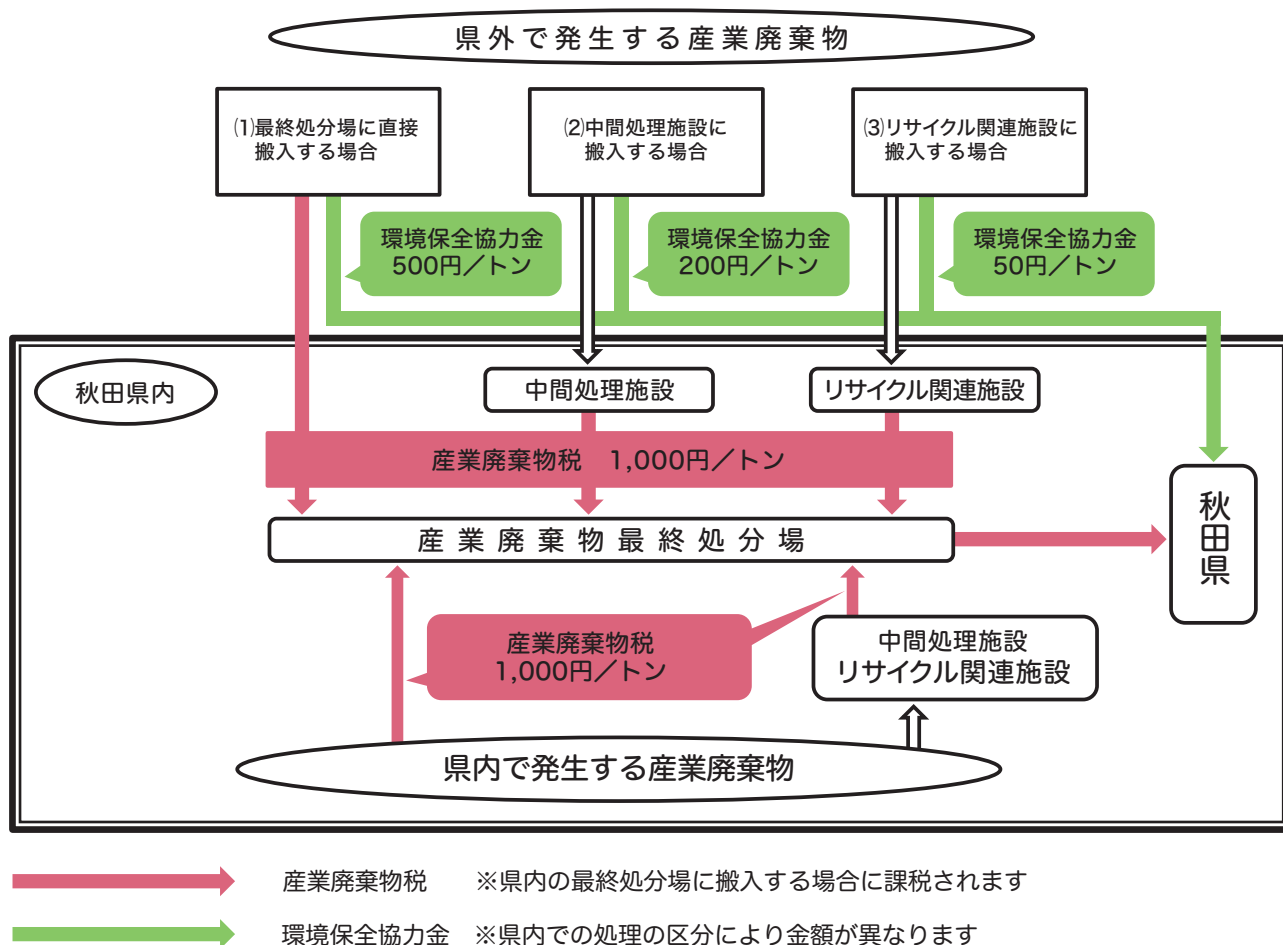 県外で発生する産業廃棄物
⑴最終処分場に直接
搬入する場合
⑵中間処理施設に
搬入する場合
⑶リサイクル関連施設に
搬入する場合
環境保全協力金
500円／トン
環境保全協力金
200円／トン
環境保全協力金
50円／トン
秋田県内
中間処理施設
リサイクル関連施設
産業廃棄物税　1,000円／トン
産業廃棄物最終処分場
秋田県
産業廃棄物税
1,000円／トン
中間処理施設
リサイクル関連施設
県内で発生する産業廃棄物
産業廃棄物税　※県内の最終処分場に搬入する場合に課税されます
環境保全協力金　※県内での処理の区分により金額が異なります